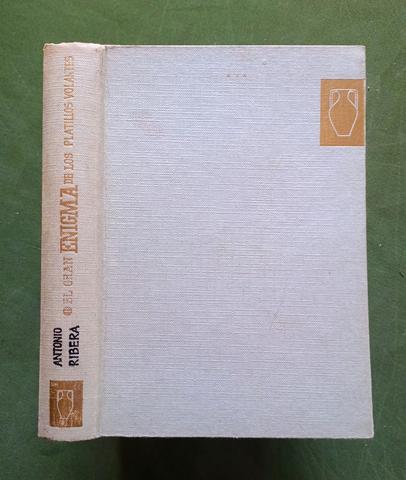 ANTONIO
RIBERA
EL GRAN ENIGMA DE LOS PLATILLOS VOLANTES